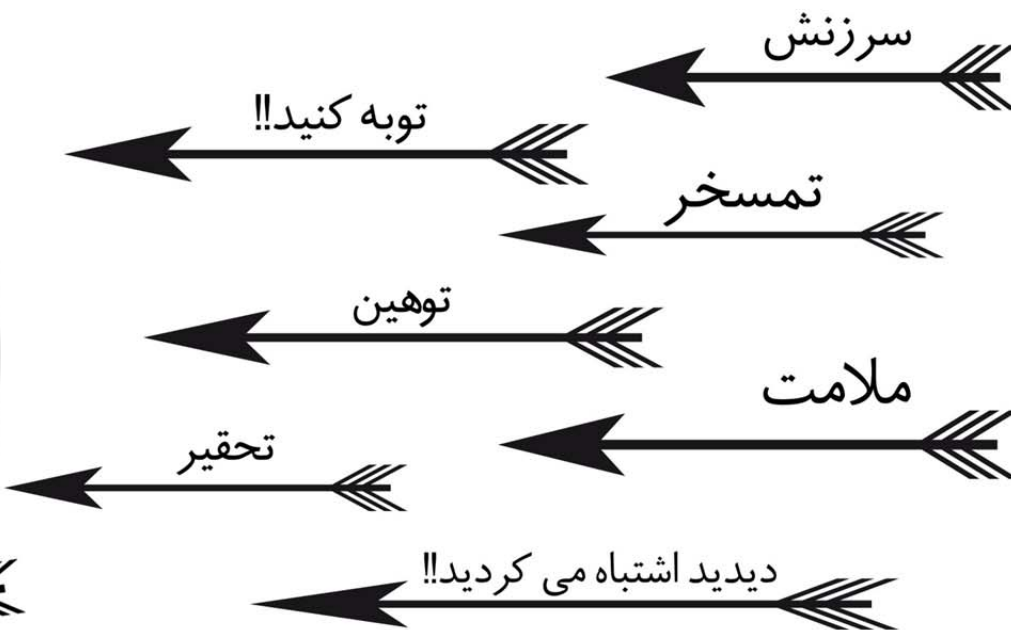 سرزنش
توبه کنید!!
تمسخر
توهین
ملامت
تحقیر
دیدید اشتباه می کردید!!